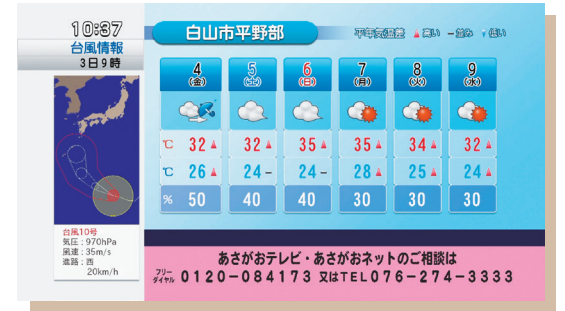 10:37
台風情報
3日9時
白山市平野部
平年気温差 ▲高い −並み ▼低い
4 5 6 7 8 9
(金) (土) (日) (月) (火) (水)
℃ 32▲ 32▲ 35▲ 35▲ 34▲ 32▲
℃ 26▲ 24− 24− 28▲ 25▲ 24▲
% 50 40 40 30 30 30
台風10号
気圧：970hPa
風速：35m/s
進路：西
20km/h
あさがおテレビ・あさがおネットのご相談は
フリーダイヤル 0120−084173 又はTEL076−274−3333